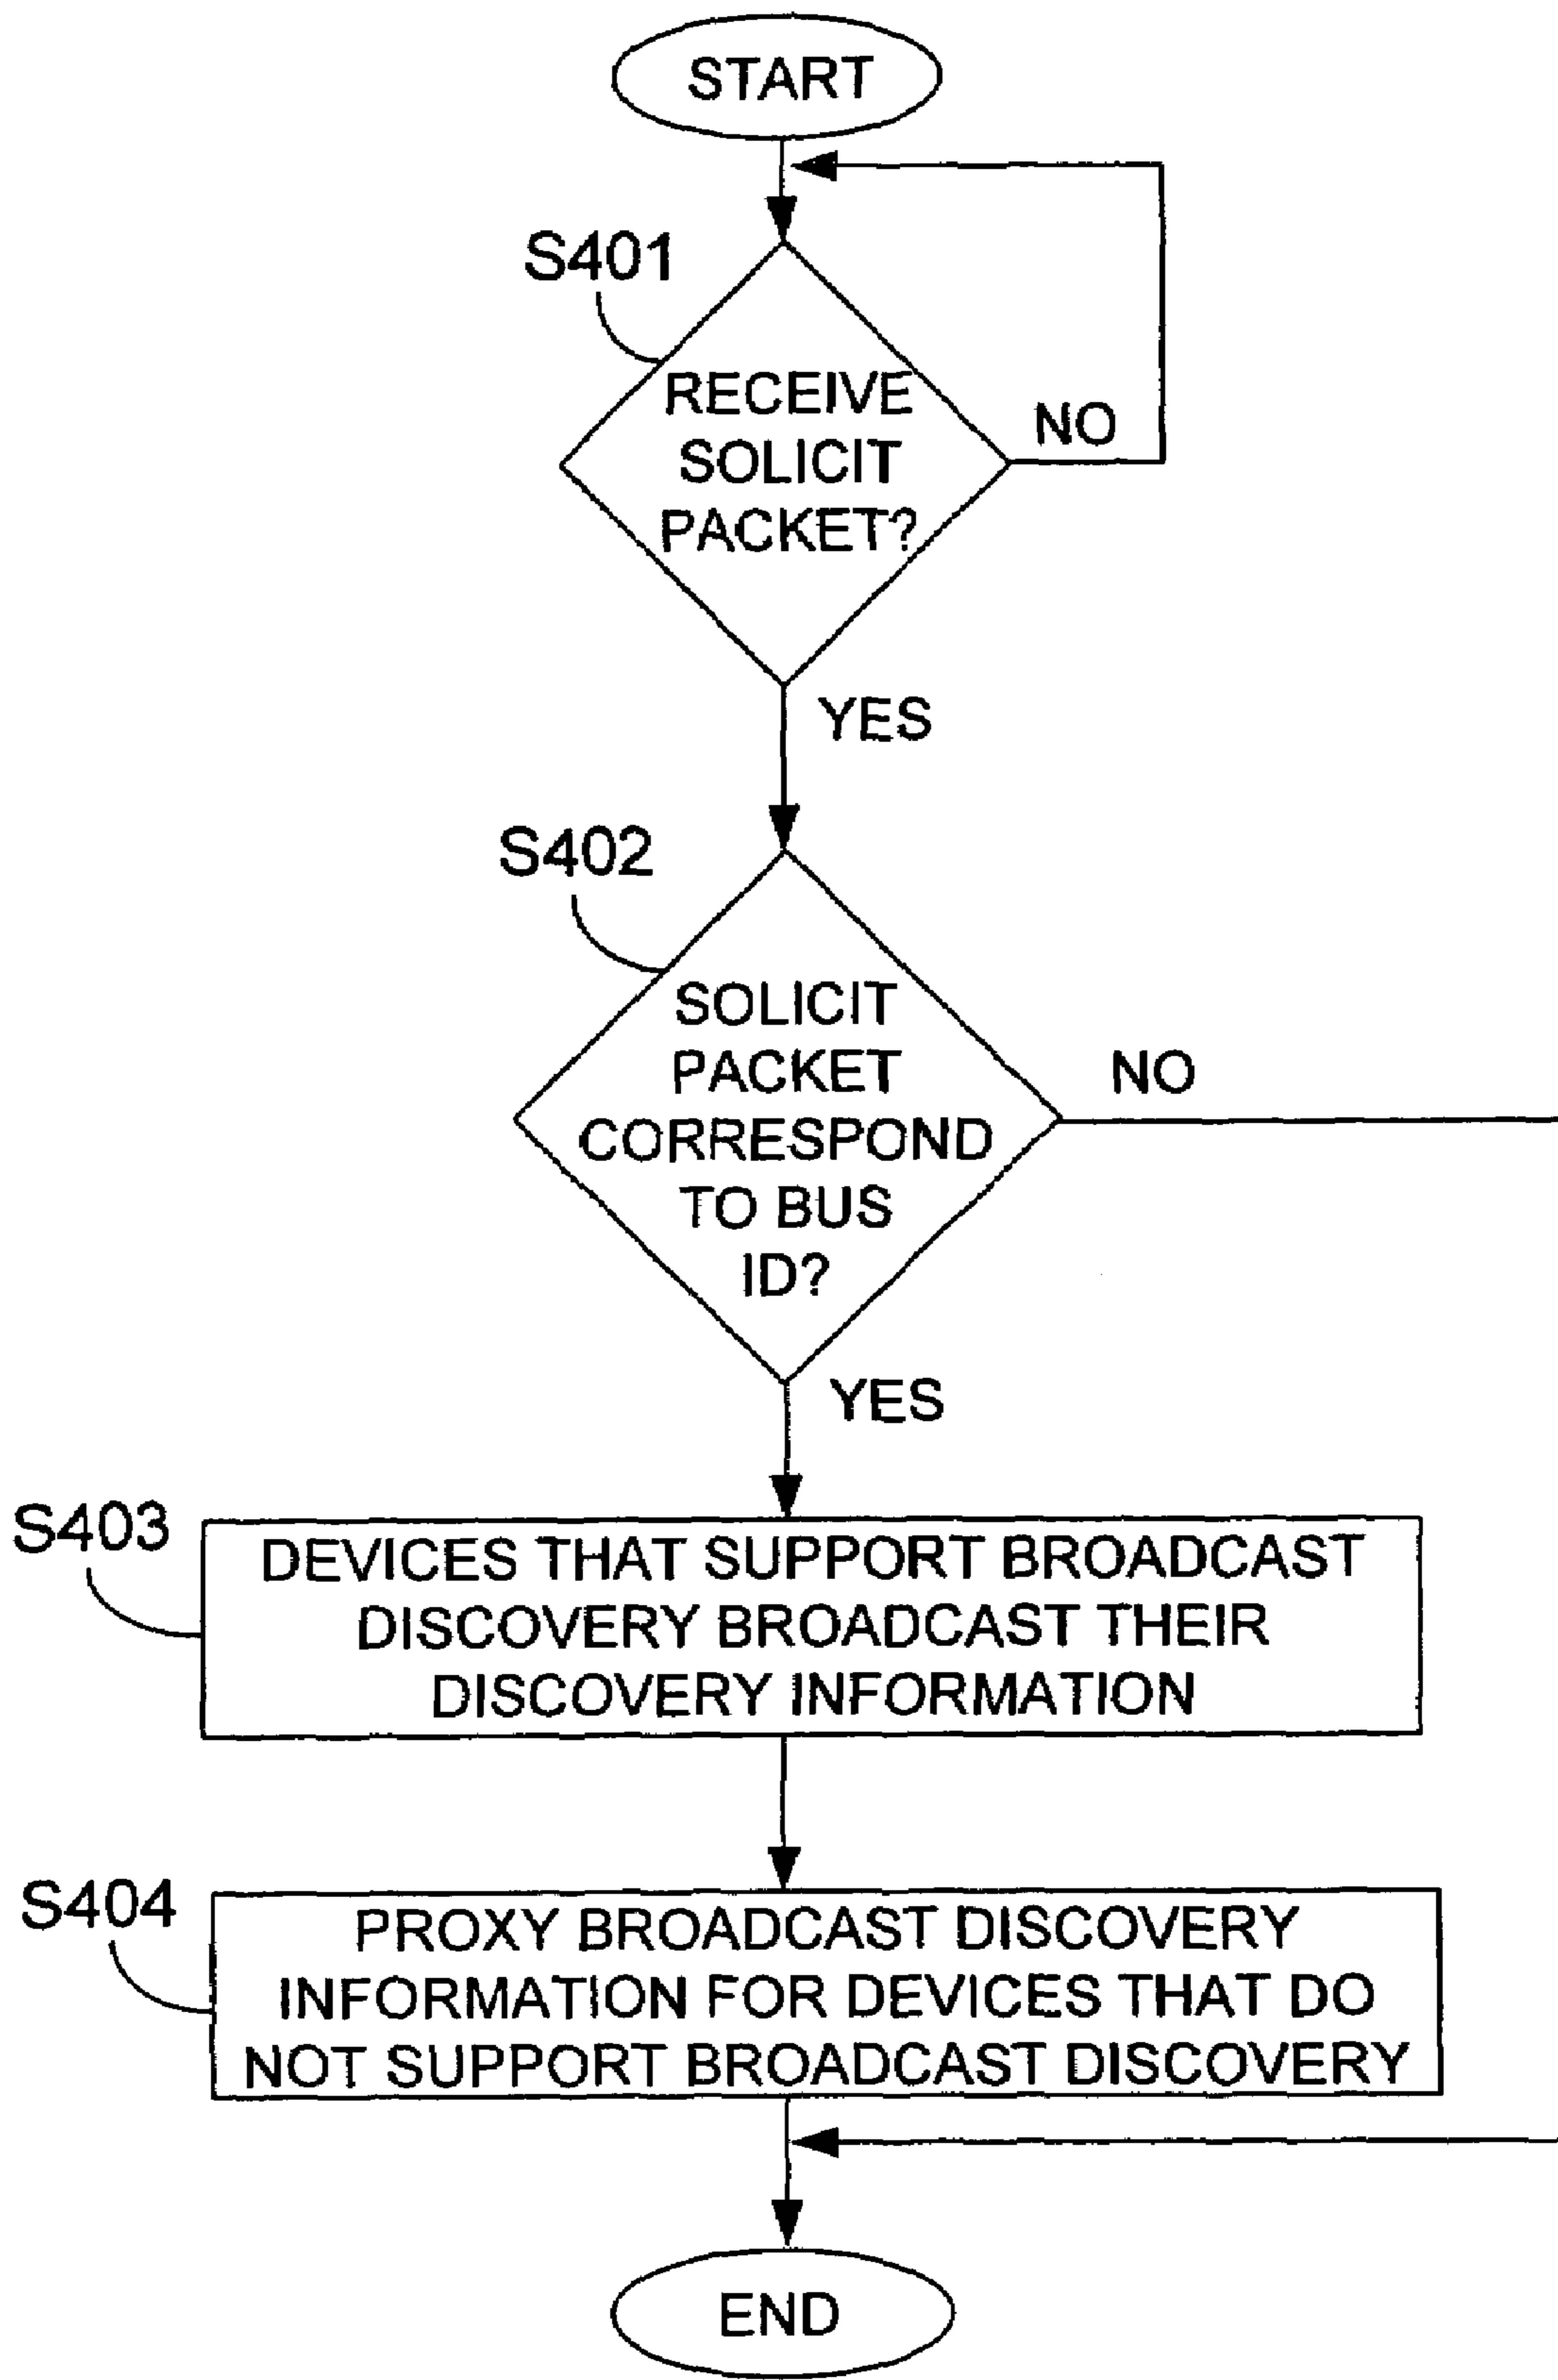 START
S401
RECEIVE
SOLICIT
PACKET?
NO
YES
S402
SOLICIT
PACKET
CORRESPOND
TO BUS
ID?
NO
YES
S403
DEVICES THAT SUPPORT BROADCAST
DISCOVERY BROADCAST THEIR
DISCOVERY INFORMATION
S404
PROXY BROADCAST DISCOVERY
INFORMATION FOR DEVICES THAT DO
NOT SUPPORT BROADCAST DISCOVERY
END